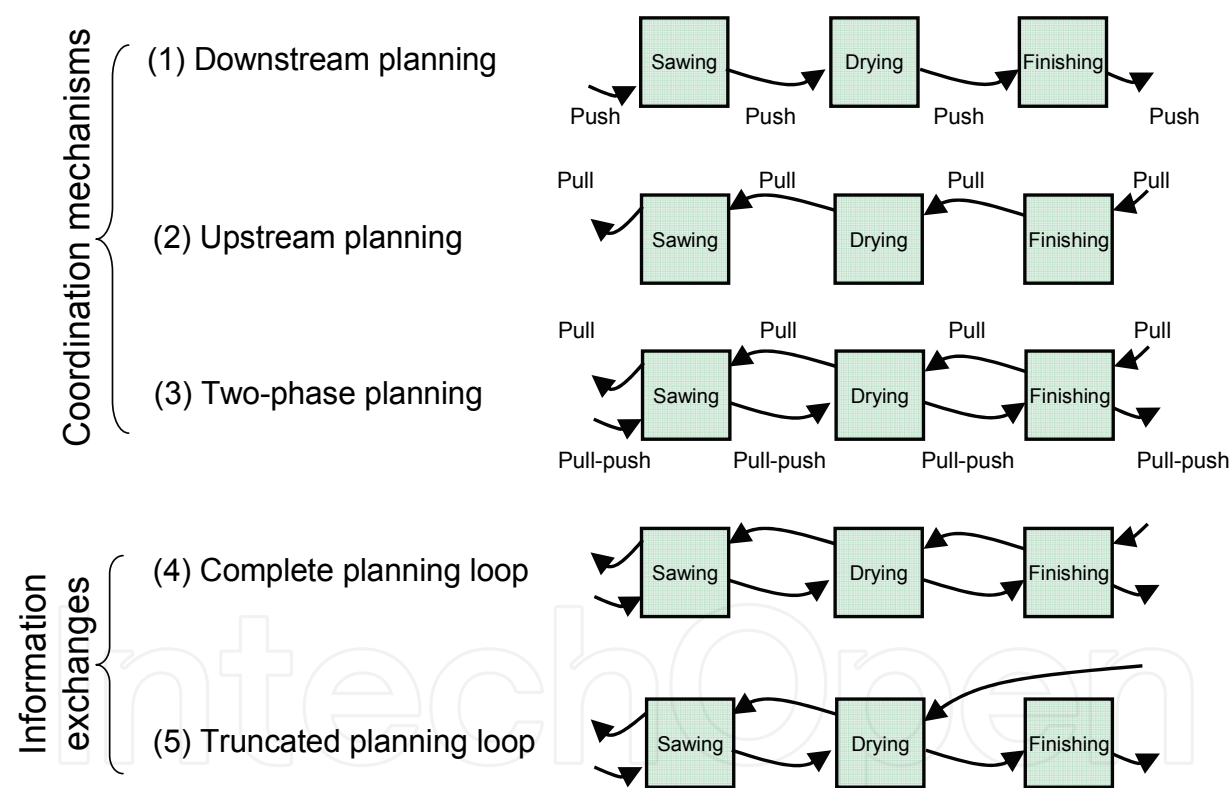 Coordination mechanisms
(1) Downstream planning
Sawing
Drying
Finishing
Push
Push
Push
Push
(2) Upstream planning
Pull
Pull
Pull
Pull
Sawing
Drying
Finishing
(3) Two-phase planning
Pull
Pull
Pull
Pull
Sawing
Drying
Finishing
Pull-push
Pull-push
Pull-push
Pull-push
Information
exchanges
(4) Complete planning loop
Sawing
Drying
Finishing
(5) Truncated planning loop
Sawing
Drying
Finishing
IntechOpen